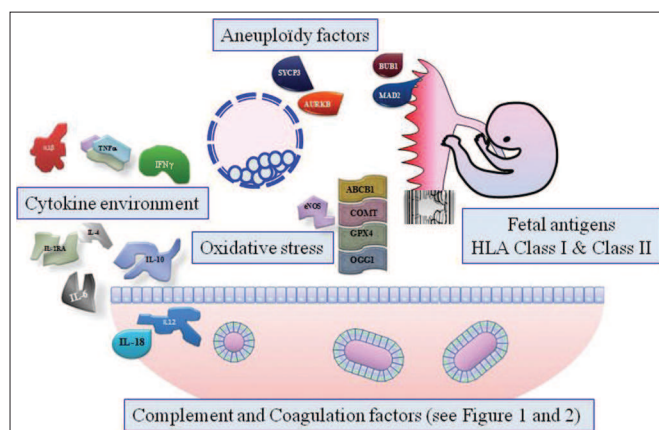 Aneuploïdy factors
SYCP3
AURKB
BUB1
MAD2
TNFα
IFNγ
Cytokine environment
IL-4
IL-10
IL-6
IL-18
eNOS
Oxidative stress
ABCB1
COMT
GPX4
OGG1
Fetal antigens
HLA Class I & Class II
Complement and Coagulation factors (see Figure 1 and 2)